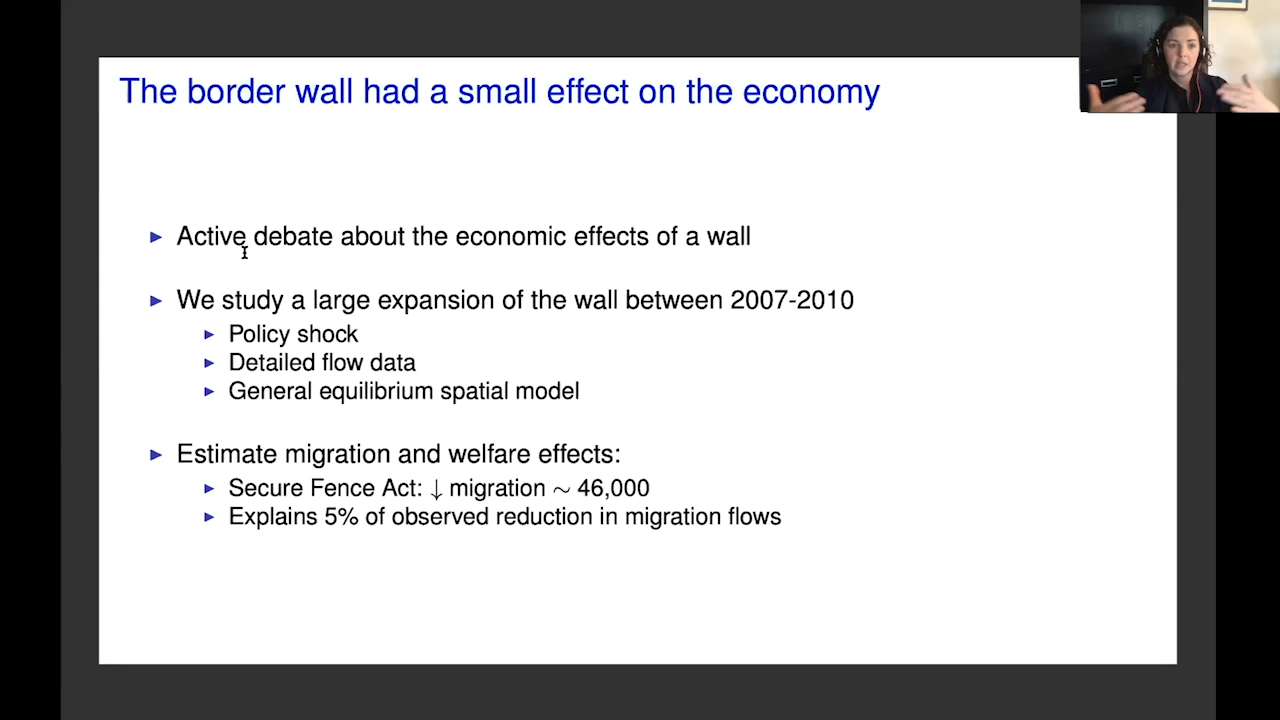 The border wall had a small effect on the economy
Active debate about the economic effects of a wall
We study a large expansion of the wall between 2007-2010
Policy shock
Detailed flow data
General equilibrium spatial model
Estimate migration and welfare effects:
Secure Fence Act: ↓ migration ∼ 46,000
Explains 5% of observed reduction in migration flows